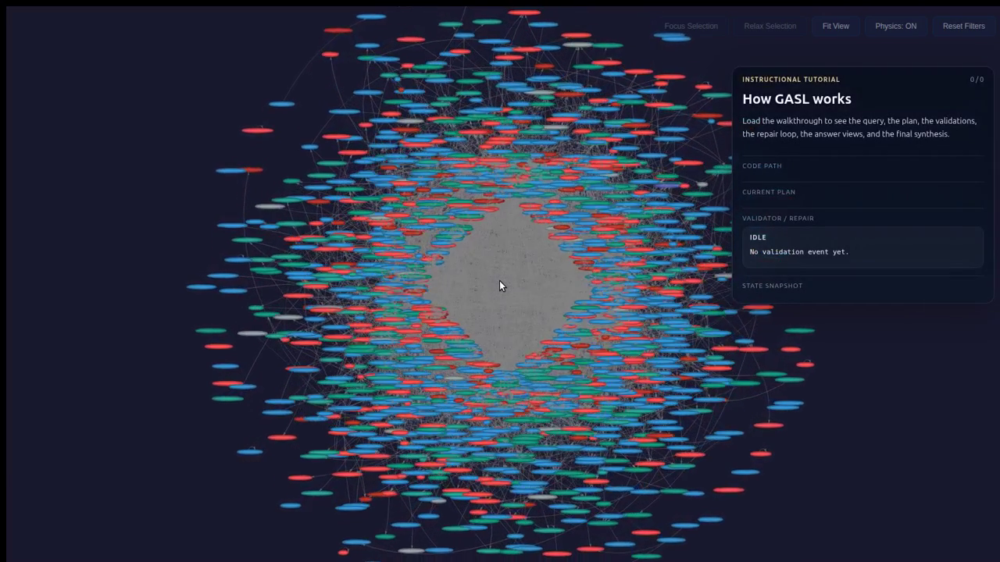 Focus Selection
Relax Selection
Fit View
Physics: ON
Reset Filters
INSTRUCTIONAL TUTORIAL
0 / 0
How GASL works
Load the walkthrough to see the query, the plan, the validations,
the repair loop, the answer views, and the final synthesis.
CODE PATH
CURRENT PLAN
VALIDATOR / REPAIR
IDLE
No validation event yet.
STATE SNAPSHOT